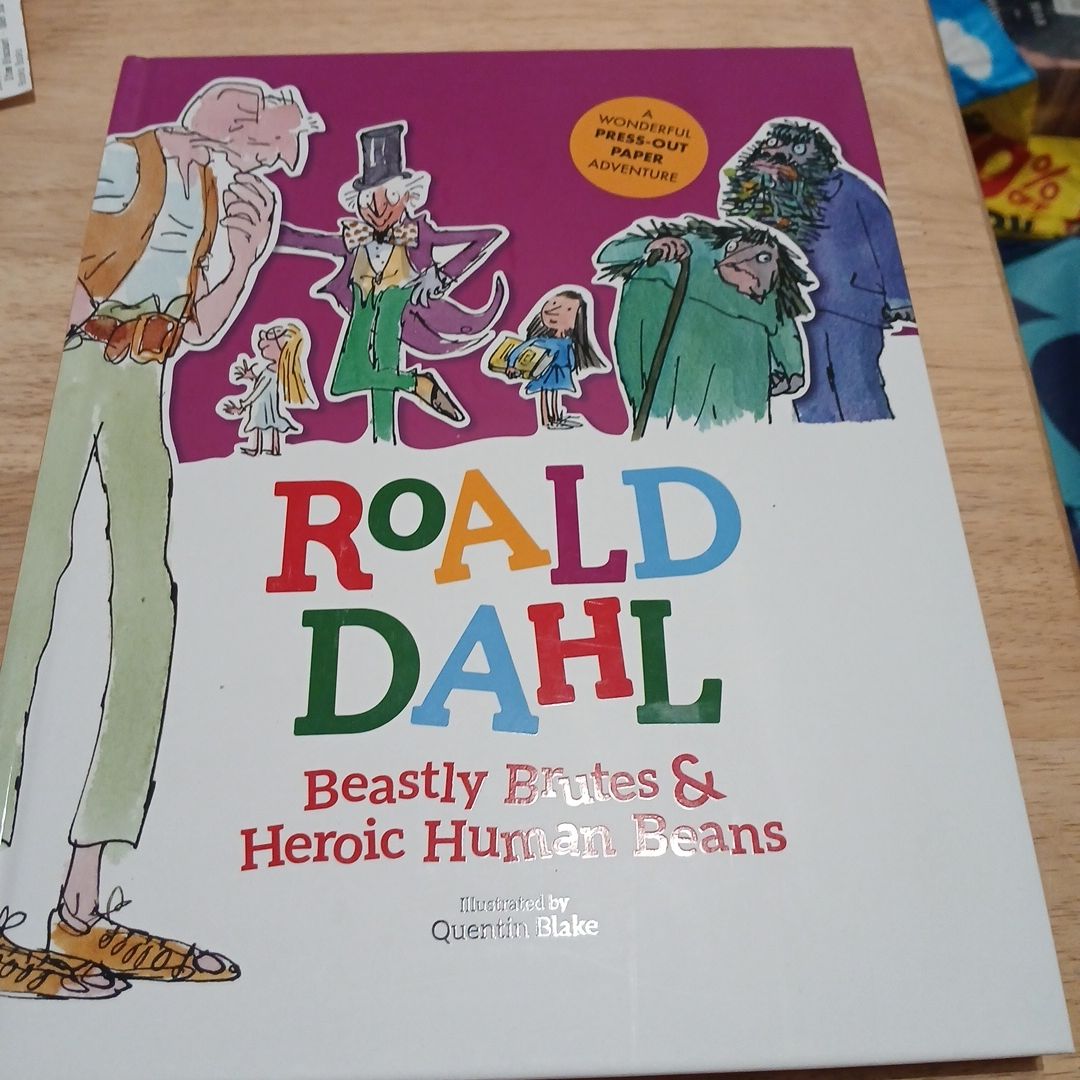 A
WONDERFUL
PRESS-OUT
PAPER
ADVENTURE
ROALD
DAHL
Beastly Brutes &
Heroic Human Beans
Illustrated by
Quentin Blake
%